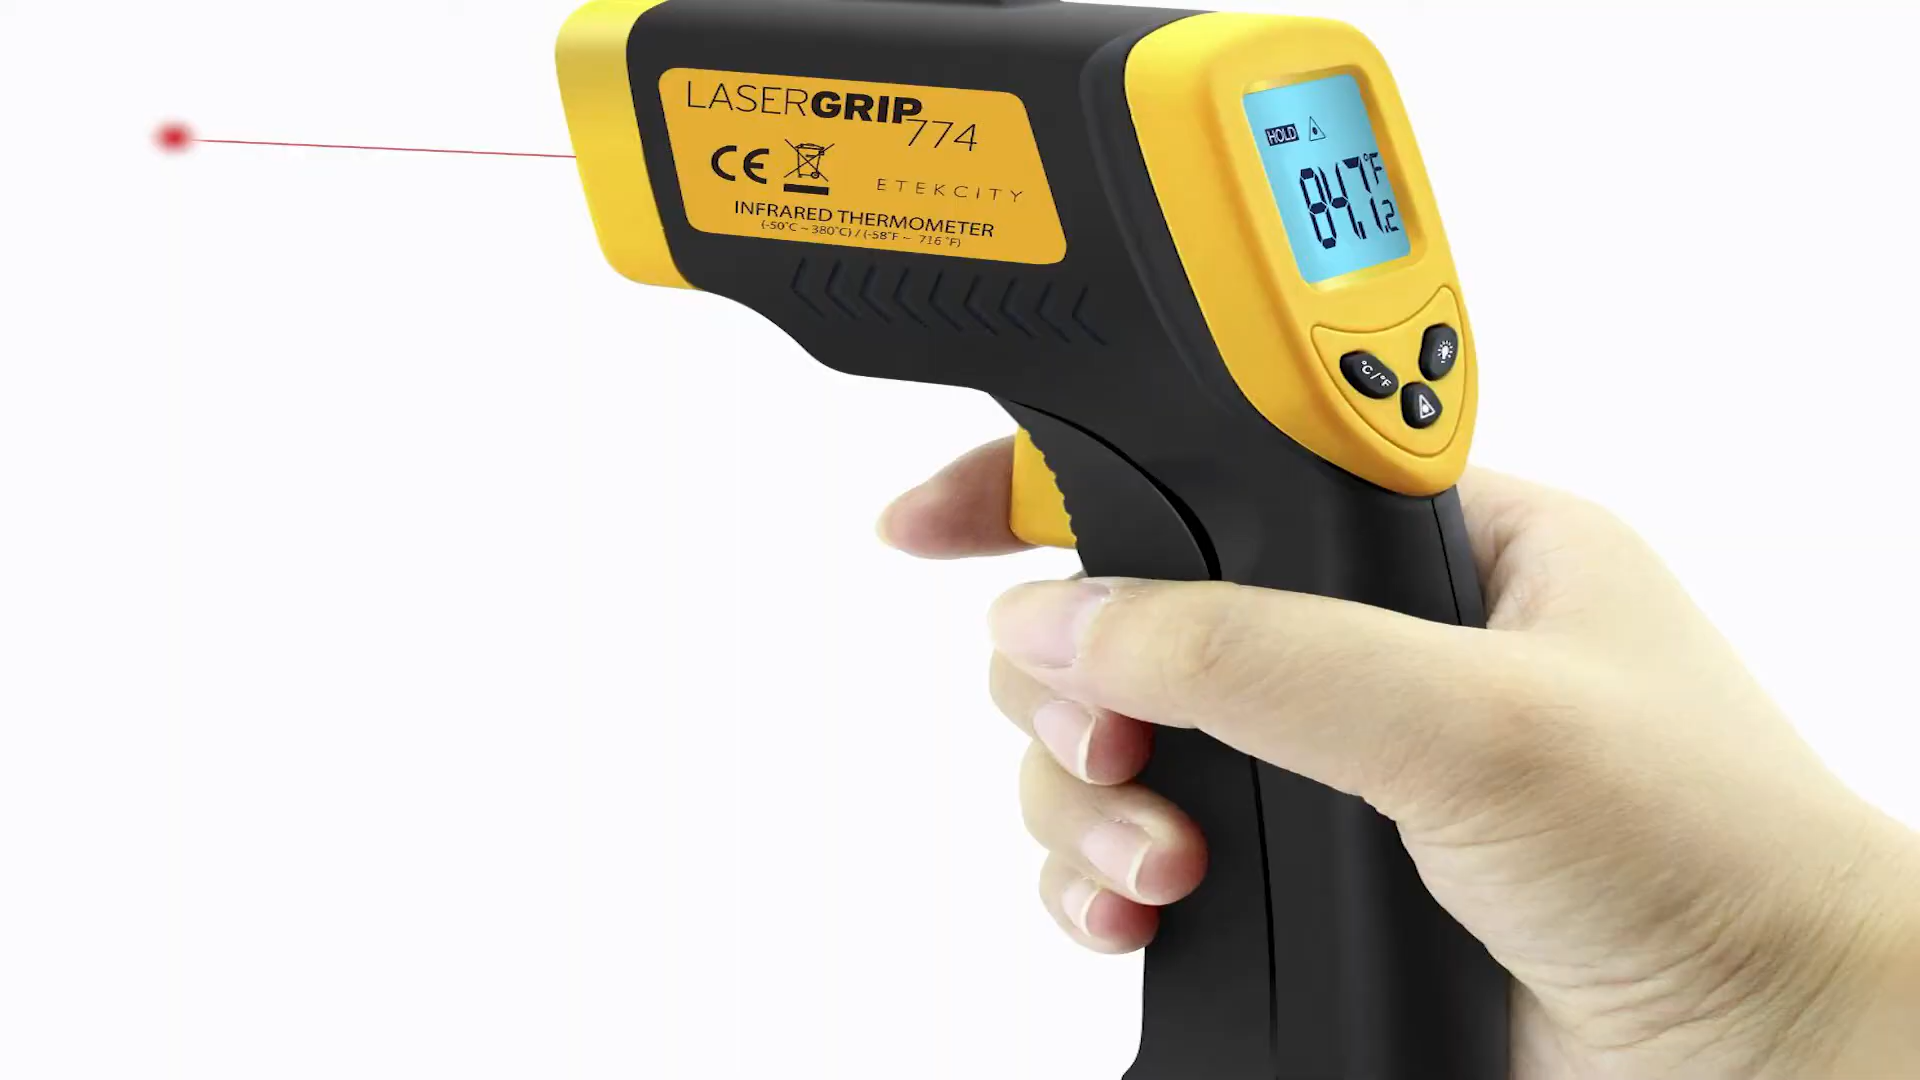 LASERGRIP
774
CE
ETEKCITY
INFRARED THERMOMETER
(-50°C ~ 380°C) / (-58°F ~ 716 °F)
HOLD
84.7°F
°C/°F